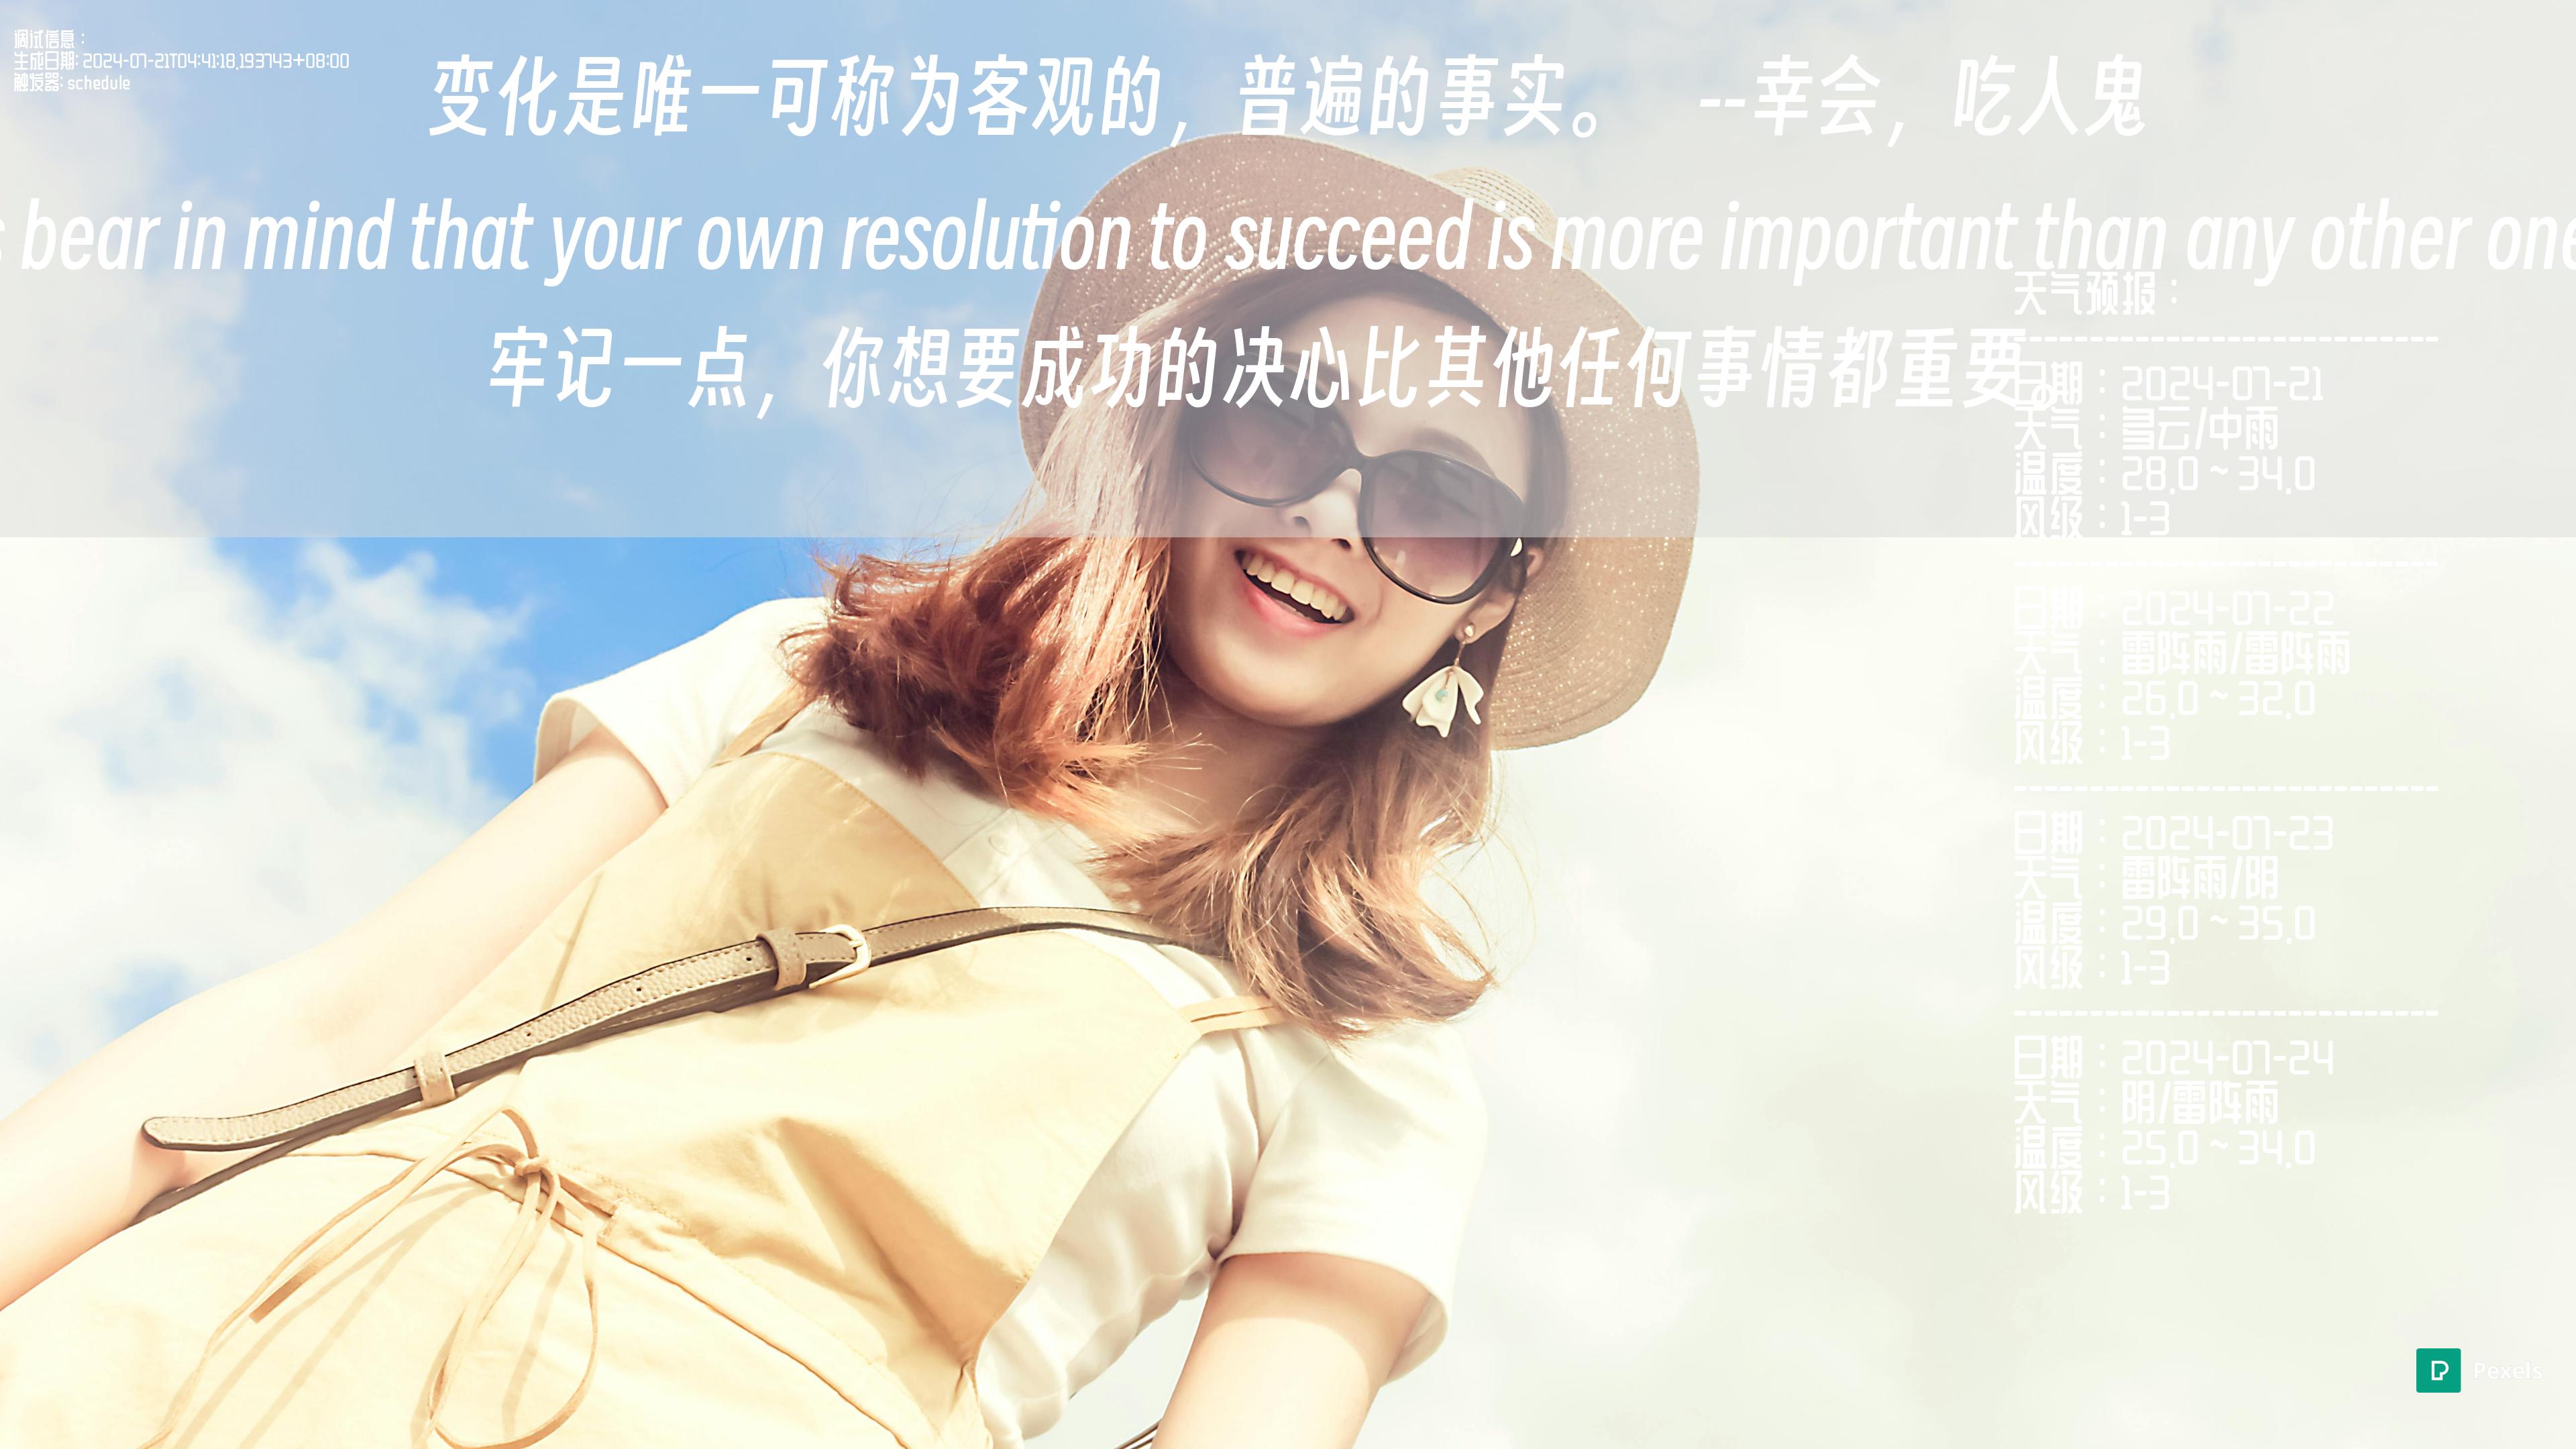 调试信息：
生成日期: 2024-07-21T04:41:18.193743+08:00
触发器: schedule
变化是唯一可称为客观的，普遍的事实。 --幸会，吃人鬼
bear in mind that your own resolution to succeed is more important than any other one
牢记一点，你想要成功的决心比其他任何事情都重要。
天气预报：
----------------------------
日期：2024-07-21
天气：多云/中雨
温度：28.0 ~ 34.0
风级：1-3
----------------------------
日期：2024-07-22
天气：雷阵雨/雷阵雨
温度：26.0 ~ 32.0
风级：1-3
----------------------------
日期：2024-07-23
天气：雷阵雨/阴
温度：29.0 ~ 35.0
风级：1-3
----------------------------
日期：2024-07-24
天气：阴/雷阵雨
温度：25.0 ~ 34.0
风级：1-3
Pexels